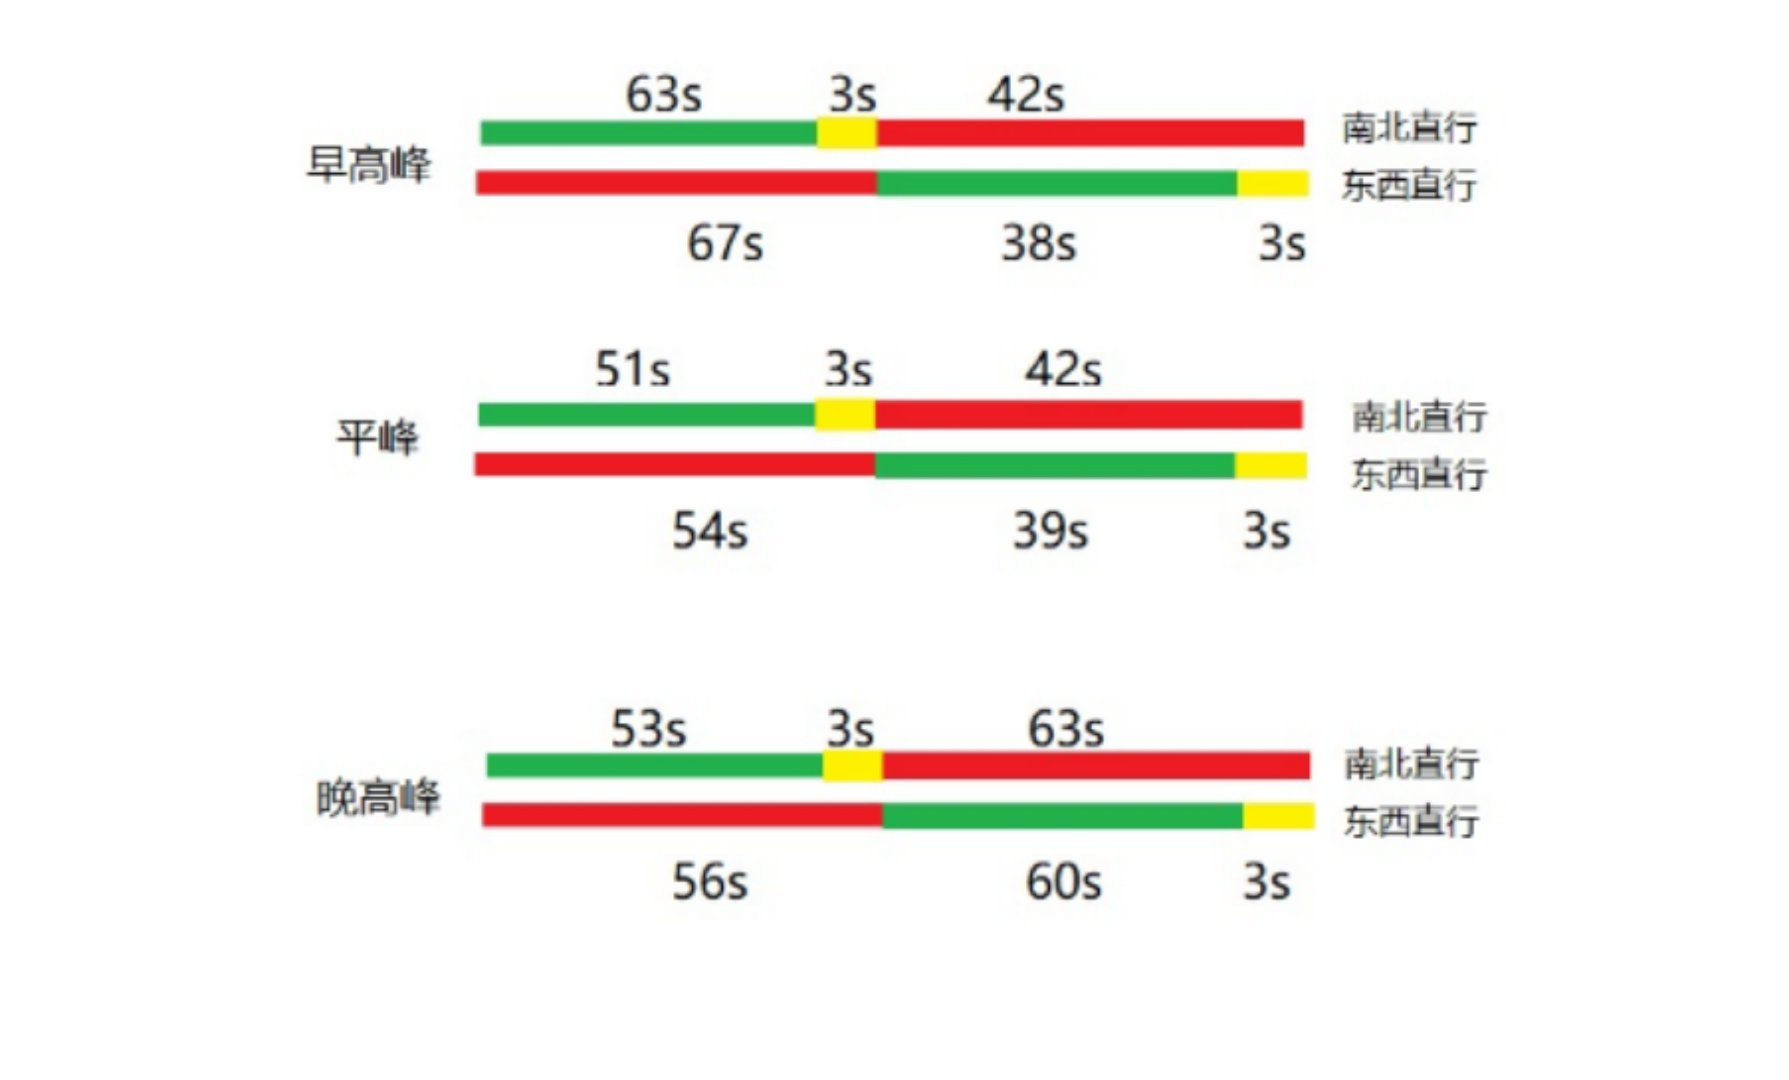 63s 3s 42s
南北直行
早高峰
东西直行
67s 38s 3s
51s 3s 42s
南北直行
平峰
东西直行
54s 39s 3s
53s 3s 63s
南北直行
晚高峰
东西直行
56s 60s 3s